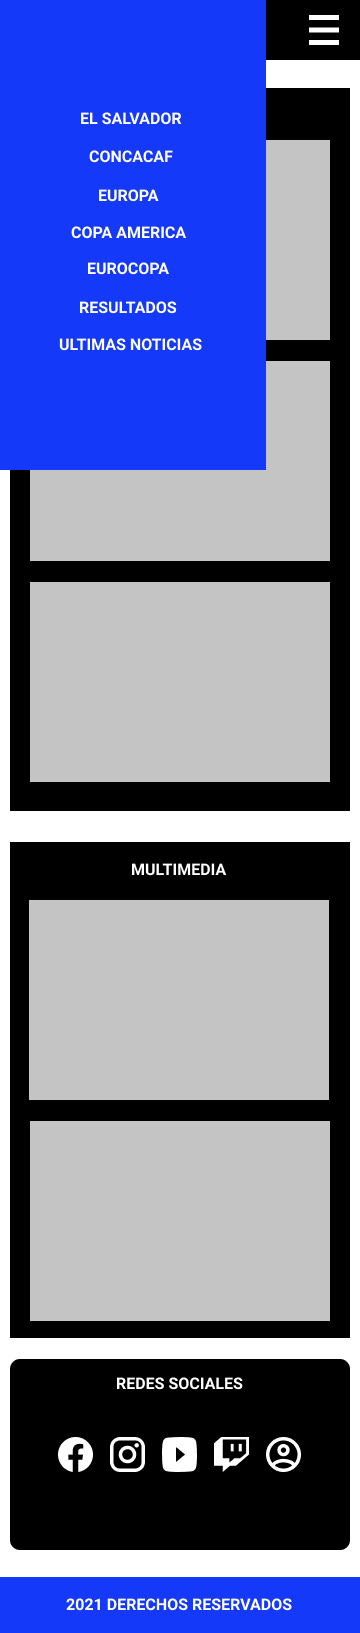 EL SALVADOR
CONCACAF
EUROPA
COPA AMERICA
EUROCOPA
RESULTADOS
ULTIMAS NOTICIAS
MULTIMEDIA
REDES SOCIALES
2021 DERECHOS RESERVADOS